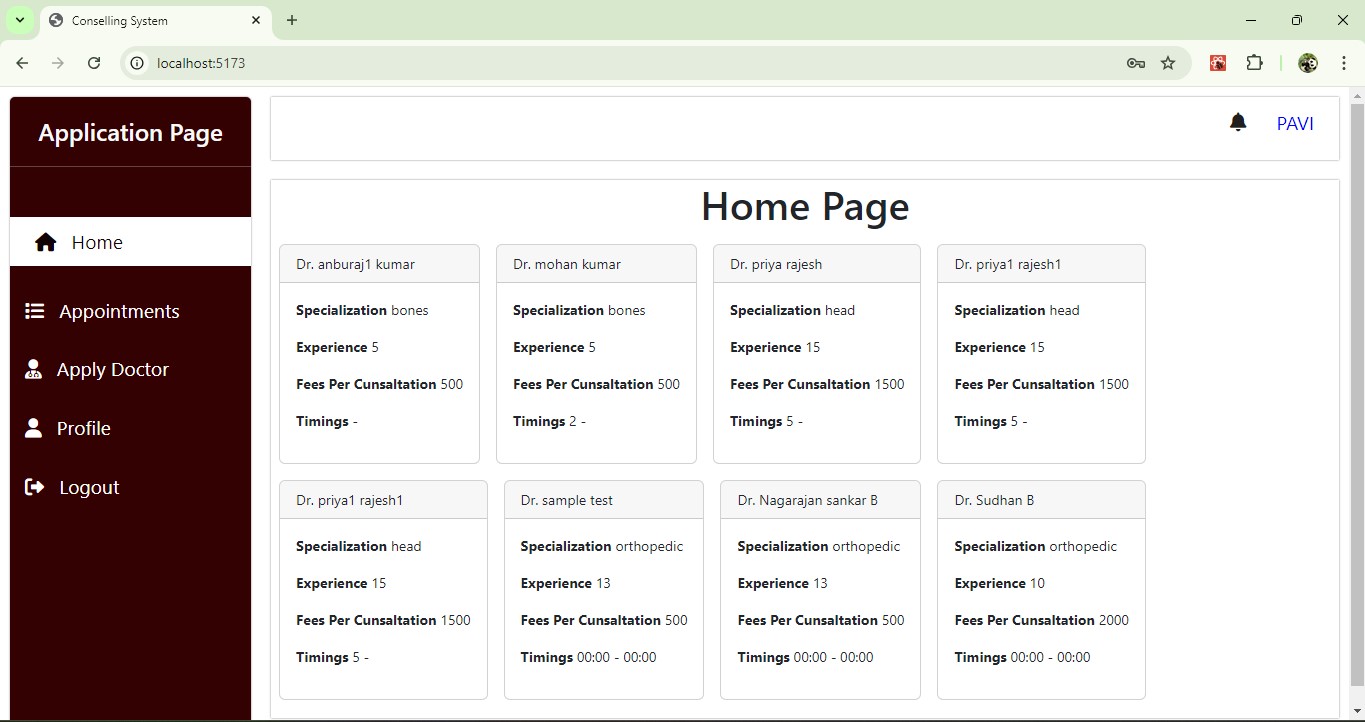 Conselling System
localhost:5173
Application Page
PAVI
Home
Appointments
Apply Doctor
Profile
Logout
Home Page
Dr. anburaj1 kumar
Specialization bones
Experience 5
Fees Per Cunsaltation 500
Timings -
Dr. mohan kumar
Specialization bones
Experience 5
Fees Per Cunsaltation 500
Timings 2 -
Dr. priya rajesh
Specialization head
Experience 15
Fees Per Cunsaltation 1500
Timings 5 -
Dr. priya1 rajesh1
Specialization head
Experience 15
Fees Per Cunsaltation 1500
Timings 5 -
Dr. priya1 rajesh1
Specialization head
Experience 15
Fees Per Cunsaltation 1500
Timings 5 -
Dr. sample test
Specialization orthopedic
Experience 13
Fees Per Cunsaltation 500
Timings 00:00 - 00:00
Dr. Nagarajan sankar B
Specialization orthopedic
Experience 13
Fees Per Cunsaltation 500
Timings 00:00 - 00:00
Dr. Sudhan B
Specialization orthopedic
Experience 10
Fees Per Cunsaltation 2000
Timings 00:00 - 00:00